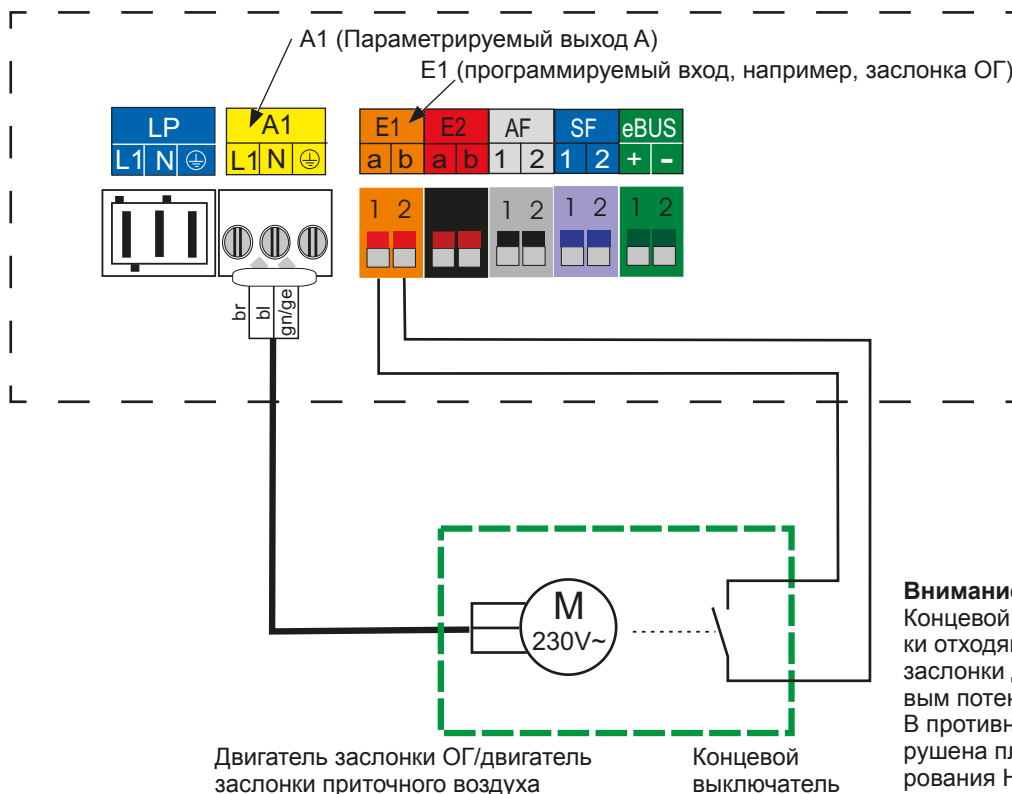 A1 (Параметрируемый выход A)
E1 (программируемый вход, например, заслонка ОГ)
LP A1 E1 E2 AF SF eBUS
L1 N L1 N a b a b 1 2 1 2 + -
1 2 1 2 1 2 1 2
br
bl
gn/ge
M
230V~
Внимание
Концевой
ки отходя
заслонки
вым потен
В противн
рушена пл
рования Н
Двигатель заслонки ОГ/двигатель
заслонки приточного воздуха
Концевой
выключатель